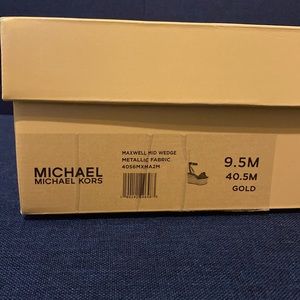 MICHAEL
MICHAEL KORS
MAXWELL MID WEDGE
METALLIC FABRIC
9.5M
40.5M
GOLD